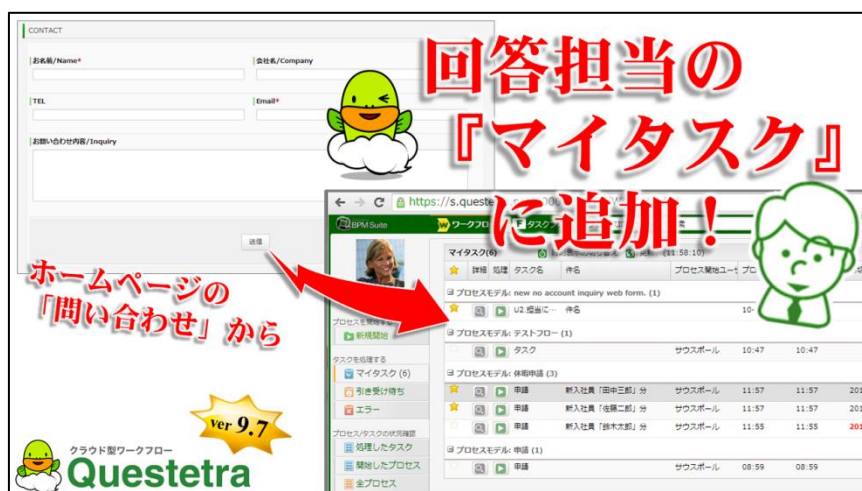 CONTACT
お名前/Name*
会社名/Company
TEL
Email*
お問い合わせ内容/Inquiry
送信
回答担当の
『マイタスク』
に追加！
ホームページの
「問い合わせ」から
ver 9.7
クラウド型ワークフロー
Questetra
https://s.queste
BPM Suite
ワークフロー
マイタスク(6)
(11:58:10)
詳細 処理 タスク名 件名 プロセス開始ユーザ
プロセスモデル: new no account inquiry web form. (1)
U2.担当に… 件名 10-
プロセスを開始する
新規開始
プロセスモデル: テストフロー (1)
タスク サウスポール 10:47 10:47
タスクを処理する
マイタスク (6)
プロセスモデル: 休暇申請 (3)
引き受け待ち
申請 新入社員「田中三郎」分 サウスポール 11:57 11:57 201
エラー
申請 新入社員「佐藤二郎」分 サウスポール 11:57 11:57 201
申請 新入社員「鈴木太郎」分 サウスポール 11:55 11:55 201
プロセス/タスクの状況確認
処理したタスク
プロセスモデル: 申請 (1)
開始したプロセス
申請 サウスポール 08:59 08:59
全プロセス